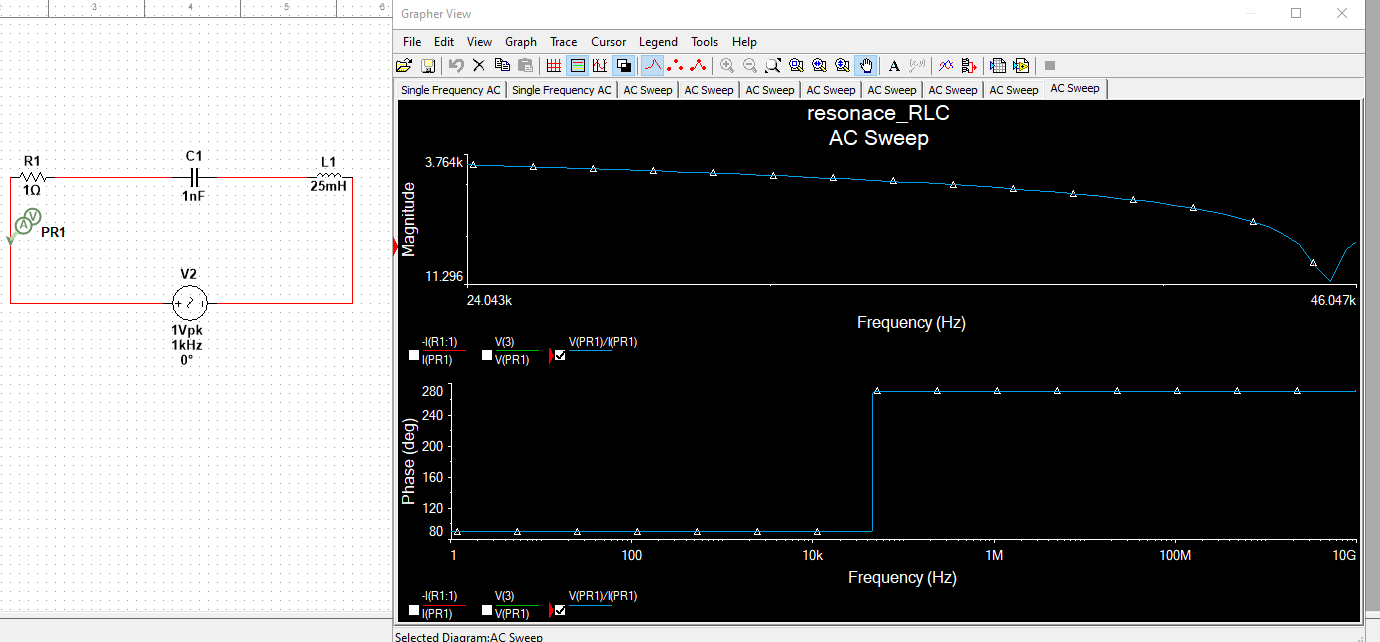 3 4 5 6
Grapher View
File Edit View Graph Trace Cursor Legend Tools Help
A
Single Frequency AC Single Frequency AC AC Sweep AC Sweep AC Sweep AC Sweep AC Sweep AC Sweep AC Sweep AC Sweep
R1
1Ω
C1
1nF
L1
25mH
A V
PR1
V2
1Vpk
1kHz
0°
resonace_RLC
AC Sweep
3.764k
Magnitude
11.296
24.043k 46.047k
Frequency (Hz)
-I(R1:1) V(3) V(PR1)/I(PR1)
I(PR1) V(PR1)
280
240
200
160
120
80
Phase (deg)
1 100 10k 1M 100M 10G
Frequency (Hz)
-I(R1:1) V(3) V(PR1)/I(PR1)
I(PR1) V(PR1)
Selected Diagram:AC Sweep